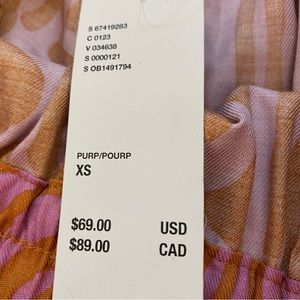 S 67419283
C 0123
V 034638
S 0000121
S OB1491794
PURP/POURP
XS
$69.00 USD
$89.00 CAD